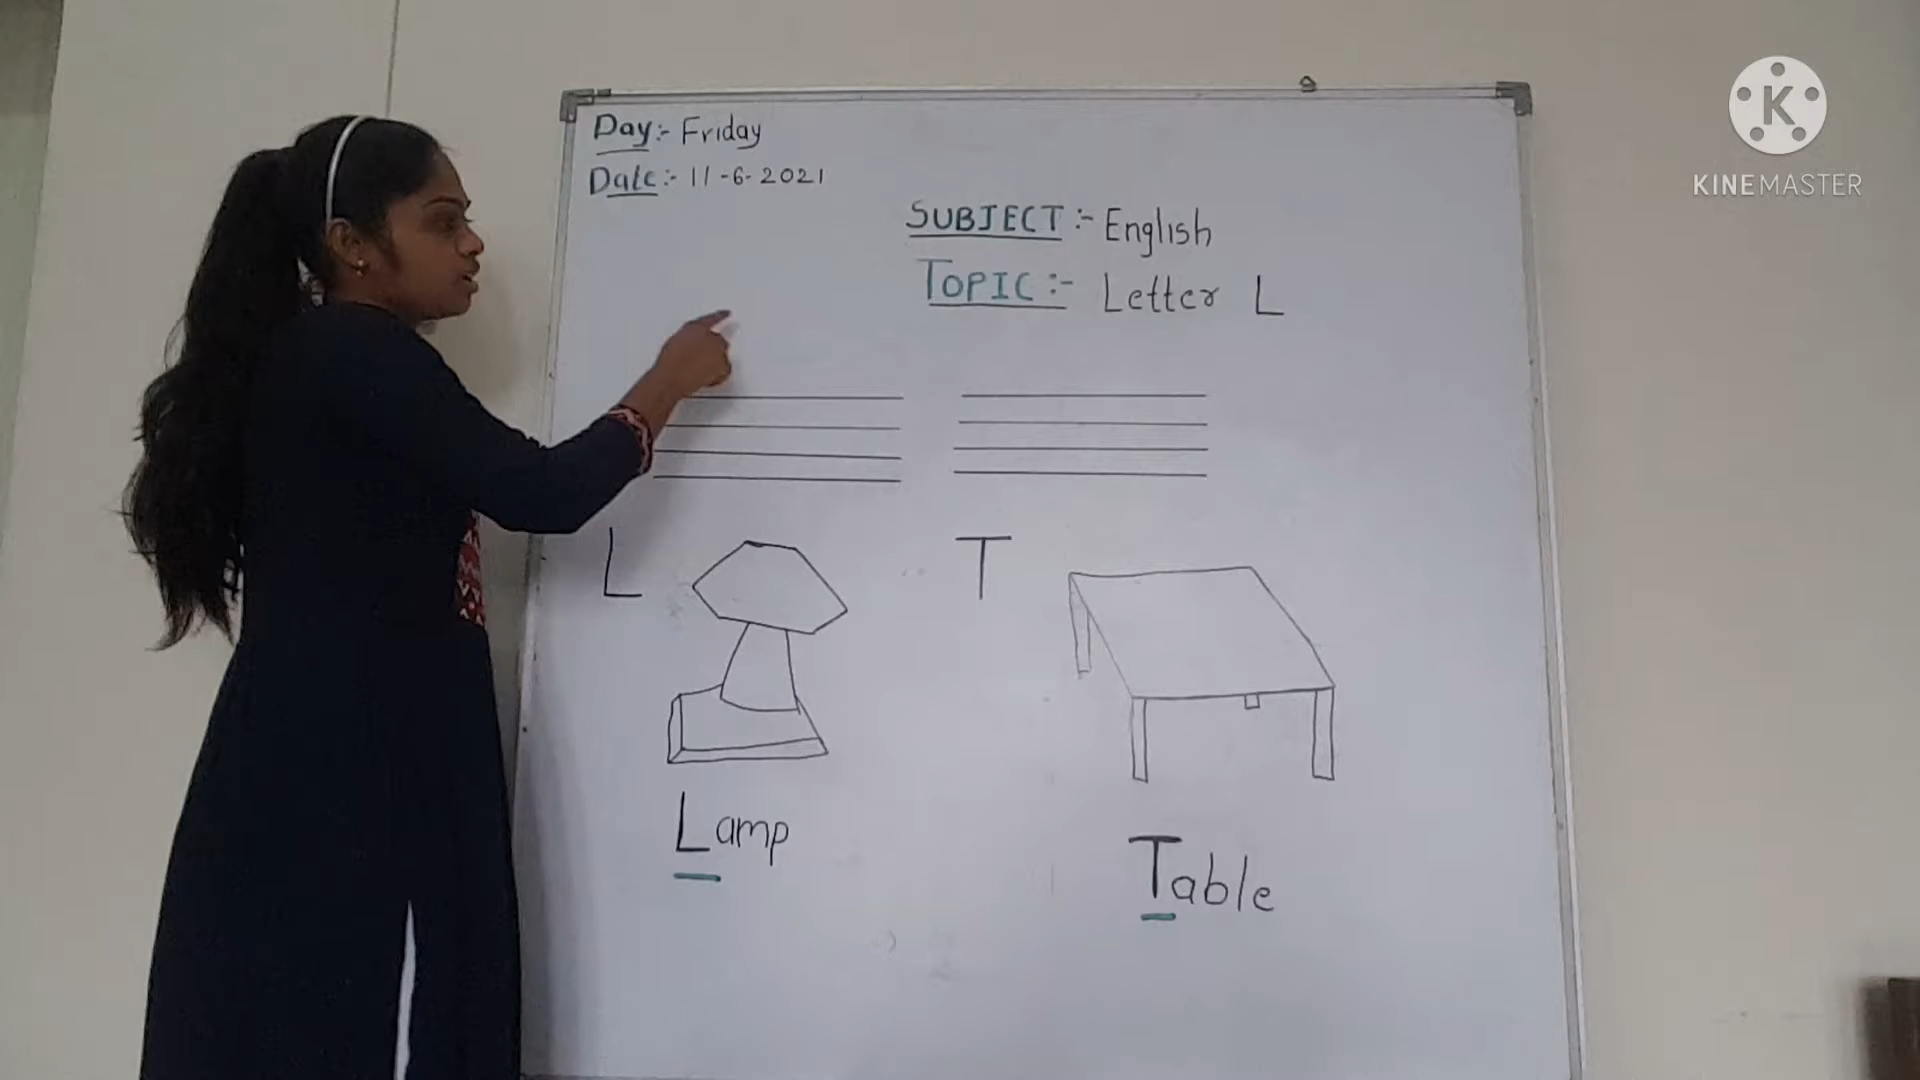 Day:- Friday
Date:- 11-6-2021
SUBJECT :- English
TOPIC :- Letter L
L
T
Lamp
Table
K
KINEMASTER